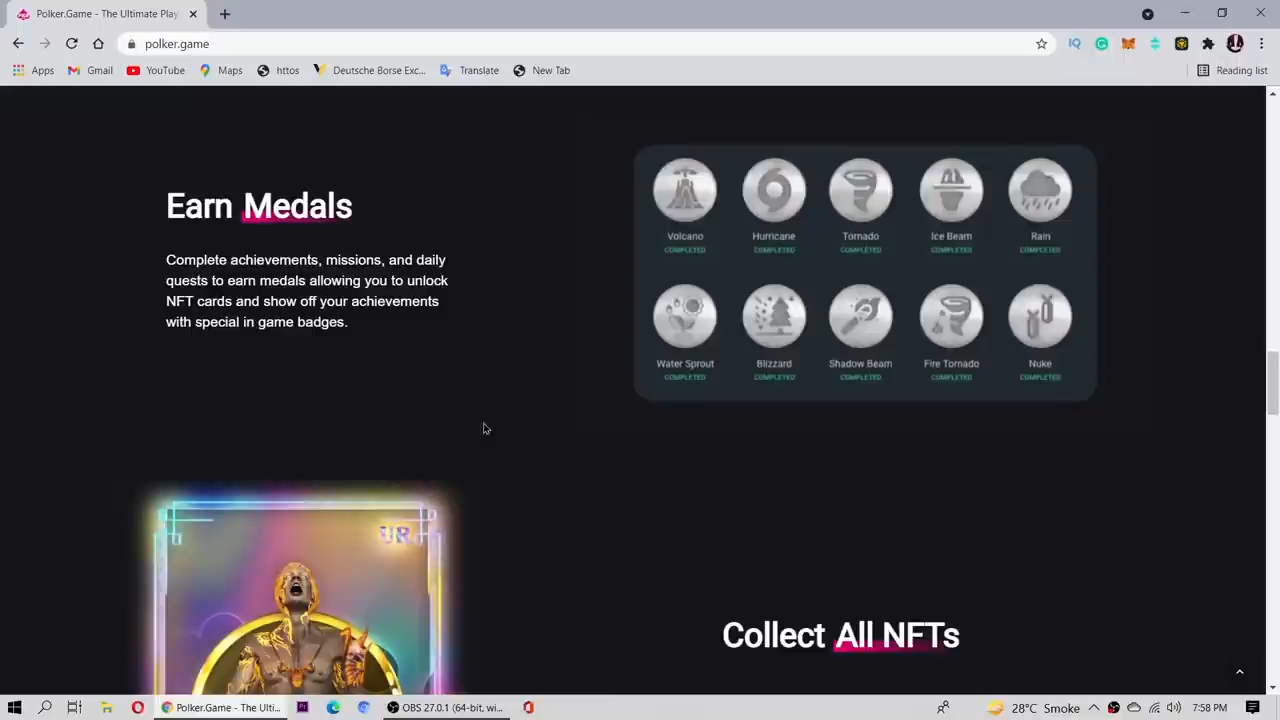 Polker.Game - The Ultimate Play
polker.game
Apps
Gmail
YouTube
Maps
httos
Deutsche Borse Exc...
Translate
New Tab
Reading list
Earn Medals
Complete achievements, missions, and daily
quests to earn medals allowing you to unlock
NFT cards and show off your achievements
with special in game badges.
Volcano Hurricane Tornado Ice Beam Rain
COMPLETED COMPLETED COMPLETED COMPLETED COMPLETED
Water Sprout Blizzard Shadow Beam Fire Tornado Nuke
COMPLETED COMPLETED COMPLETED COMPLETED COMPLETED
UR
Collect All NFTs
Polker.Game - The Ulti...
OBS 27.0.1 (64-bit, wi...
28°C Smoke
7:58 PM